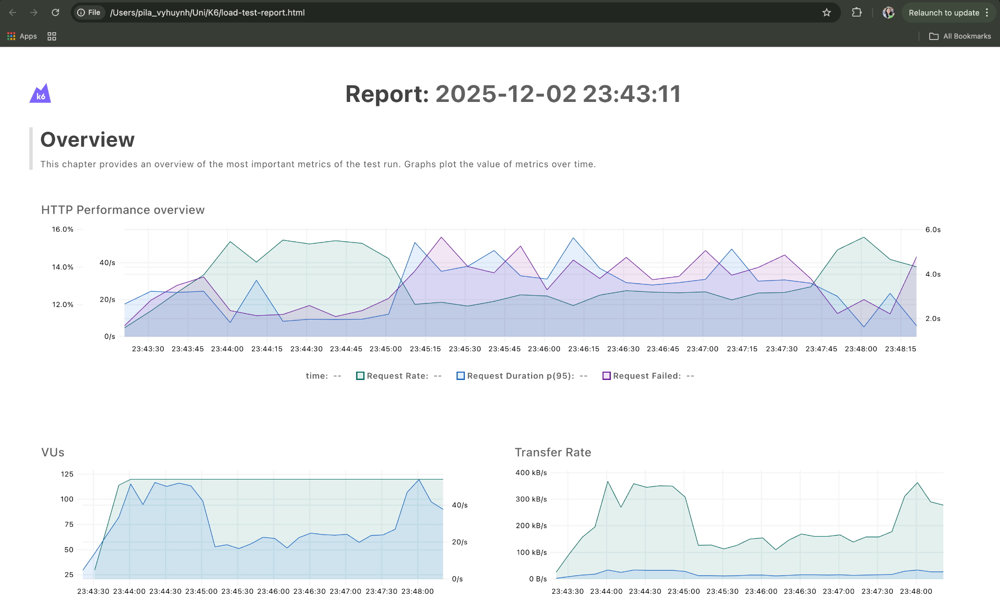 File
/Users/pila_vyhuynh/Uni/K6/load-test-report.html
Relaunch to update
Apps
All Bookmarks
k6
Report: 2025-12-02 23:43:11
Overview
This chapter provides an overview of the most important metrics of the test run. Graphs plot the value of metrics over time.
HTTP Performance overview
16.0%
14.0%
12.0%
40/s
20/s
0/s
6.0s
4.0s
2.0s
23:43:30 23:43:45 23:44:00 23:44:15 23:44:30 23:44:45 23:45:00 23:45:15 23:45:30 23:45:45 23:46:00 23:46:15 23:46:30 23:46:45 23:47:00 23:47:15 23:47:30 23:47:45 23:48:00 23:48:15
time: -- Request Rate: -- Request Duration p(95): -- Request Failed: --
VUs
125
100
75
50
25
40/s
20/s
0/s
23:43:30 23:44:00 23:44:30 23:45:00 23:45:30 23:46:00 23:46:30 23:47:00 23:47:30 23:48:00
Transfer Rate
400 kB/s
300 kB/s
200 kB/s
100 kB/s
0 B/s
23:43:30 23:44:00 23:44:30 23:45:00 23:45:30 23:46:00 23:46:30 23:47:00 23:47:30 23:48:00